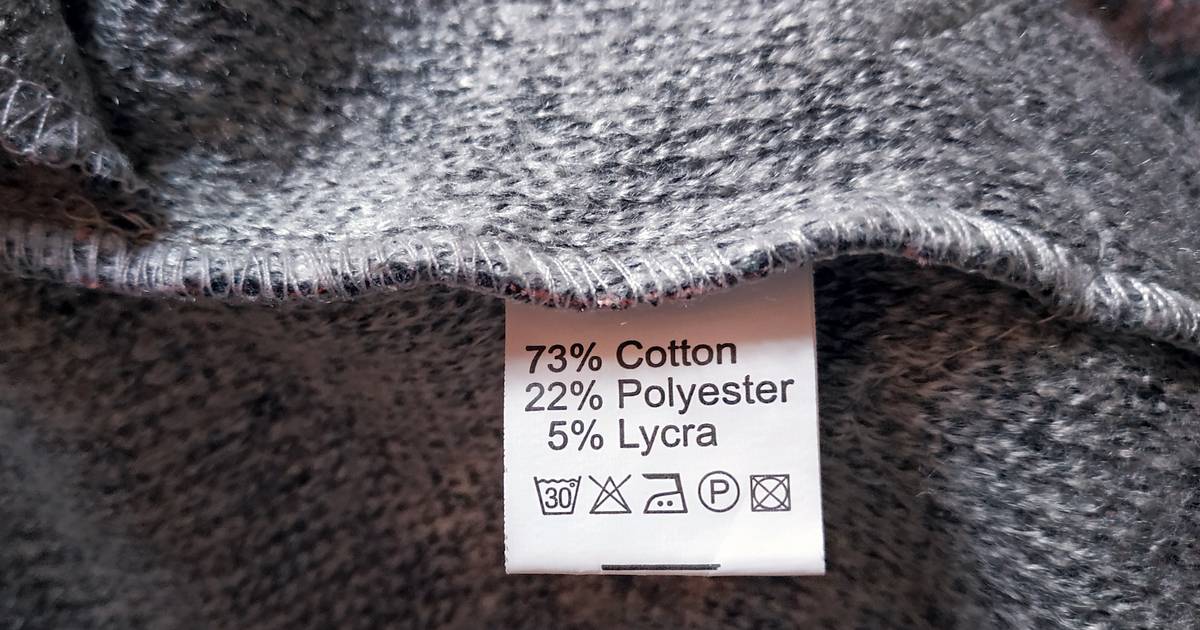 73% Cotton
22% Polyester
5% Lycra
30° P